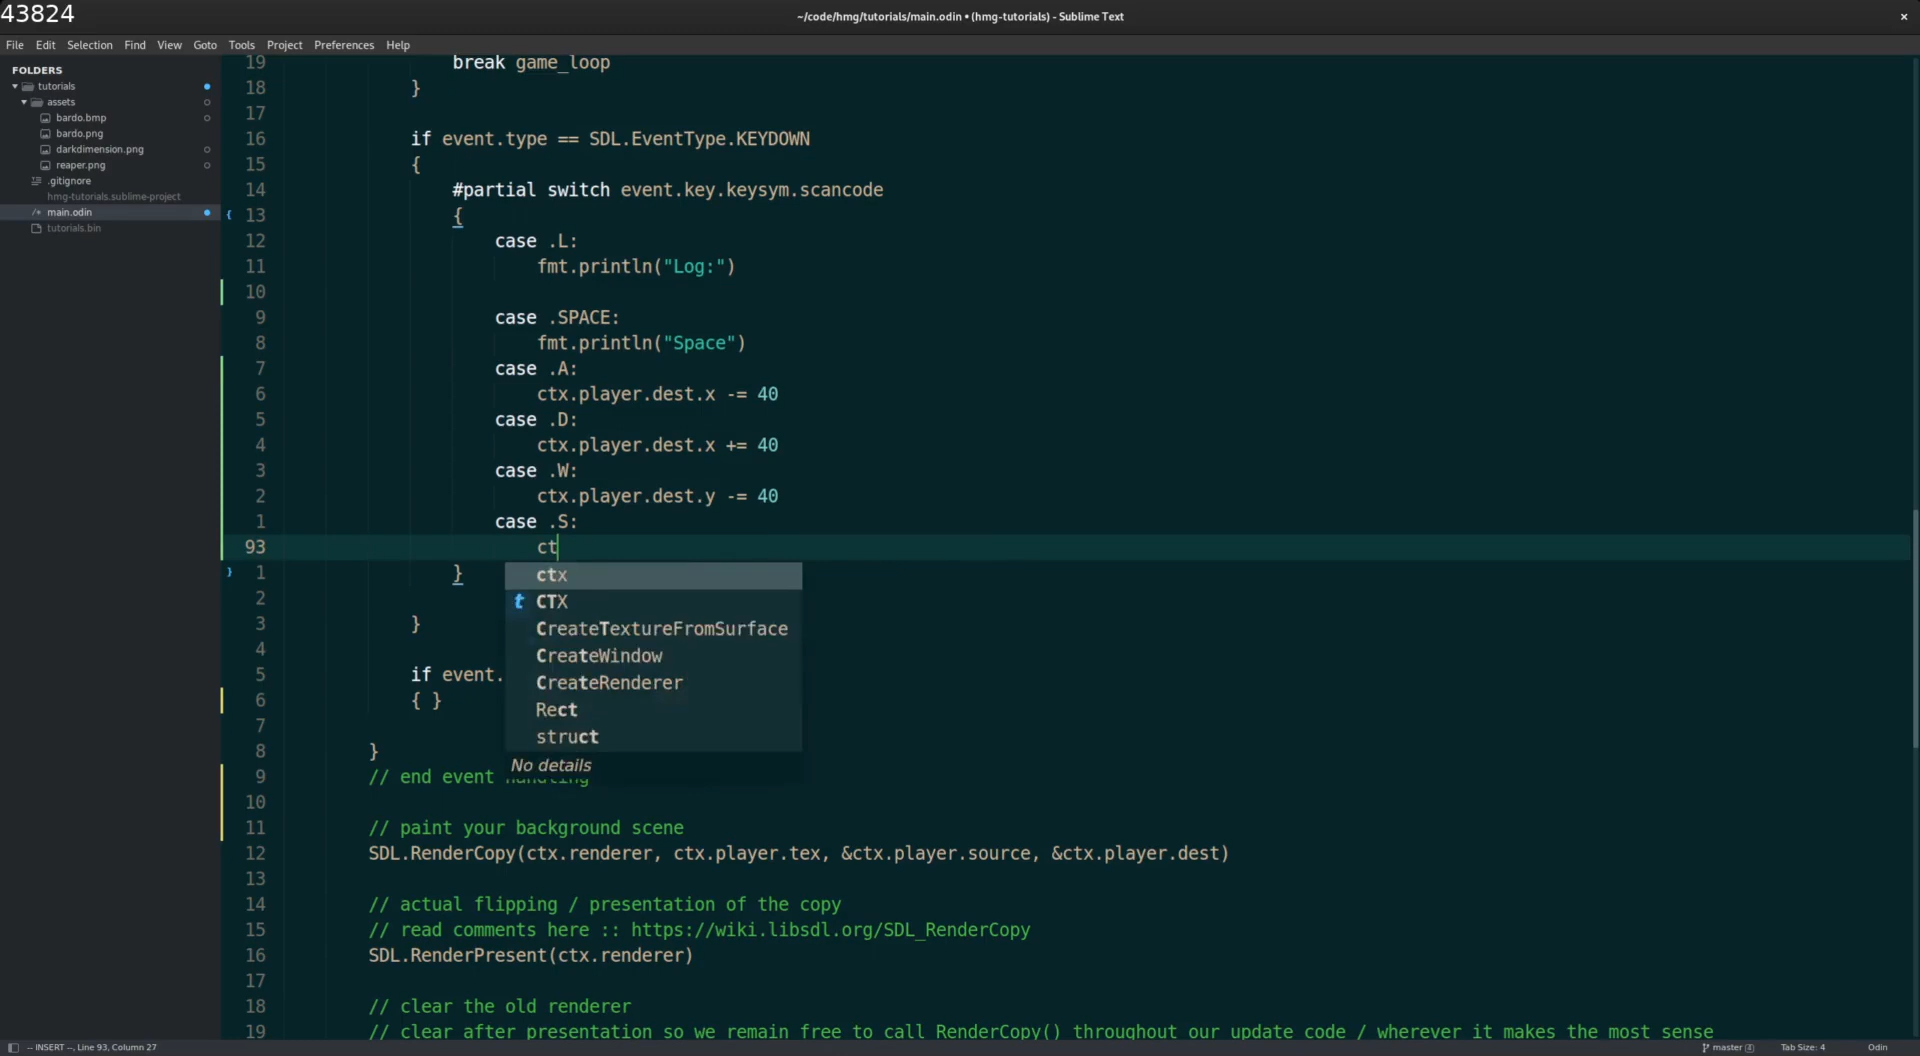 43824
~/code/hmg/tutorials/main.odin • (hmg-tutorials) - Sublime Text
×
File Edit Selection Find View Goto Tools Project Preferences Help
FOLDERS
tutorials
assets
bardo.bmp
bardo.png
darkdimension.png
reaper.png
.gitignore
hmg-tutorials.sublime-project
/* main.odin
tutorials.bin
19 break game_loop
18 }
17
16 if event.type == SDL.EventType.KEYDOWN
15 {
14 #partial switch event.key.keysym.scancode
{ 13 {
12 case .L:
11 fmt.println("Log:")
10
9 case .SPACE:
8 fmt.println("Space")
7 case .A:
6 ctx.player.dest.x -= 40
5 case .D:
4 ctx.player.dest.x += 40
3 case .W:
2 ctx.player.dest.y -= 40
1 case .S:
93 ct
} 1 }
2
3 }
4
5 if event.
6 { }
7
8 }
9 // end event handling
10
11 // paint your background scene
12 SDL.RenderCopy(ctx.renderer, ctx.player.tex, &ctx.player.source, &ctx.player.dest)
13
14 // actual flipping / presentation of the copy
15 // read comments here :: https://wiki.libsdl.org/SDL_RenderCopy
16 SDL.RenderPresent(ctx.renderer)
17
18 // clear the old renderer
19 // clear after presentation so we remain free to call RenderCopy() throughout our update code / wherever it makes the most sense
ctx
t CTX
CreateTextureFromSurface
CreateWindow
CreateRenderer
Rect
struct
No details
-- INSERT --, Line 93, Column 27
master 4
Tab Size: 4
Odin